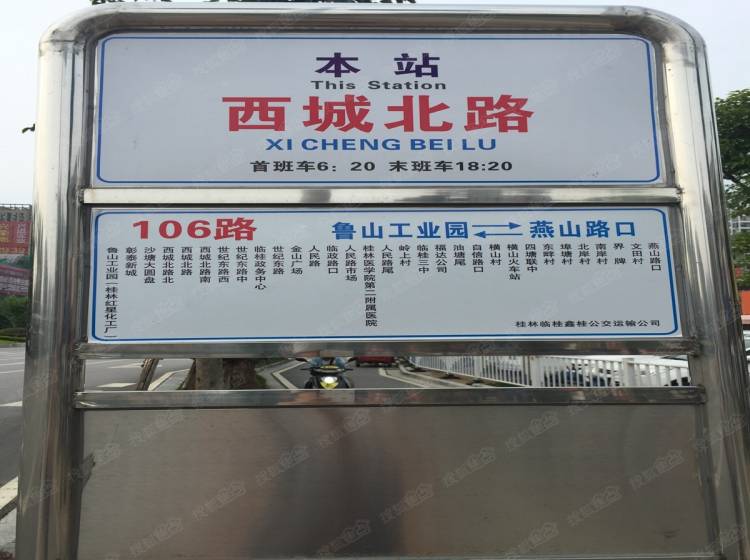 本站
This Station
西城北路
XI CHENG BEI LU
首班车6：20 末班车18:20
106路 鲁山工业园 燕山路口
鲁山工业园（桂林红星化工厂）
彰泰新城
沙塘大圆盘
西城北路北
西城北路
西城北路南
世纪东路西
世纪东路中
临桂政务中心
世纪东路
金山广场
人民路
临政路口
人民路市场
桂林医学院第二附属医院
人民路尾
岭上村
临桂三中
福达公司
油塘尾
自信路口
横山村
横山火车站
四塘联中
东畔村
埠塘村
北岸村
南岸村
界牌
文田村
燕山路口
桂林临桂鑫桂公交运输公司